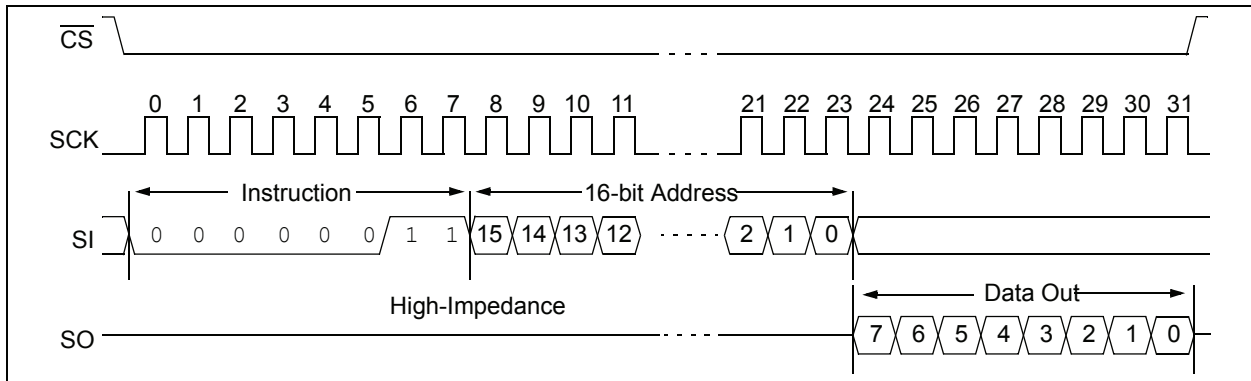 CS
0 1 2 3 4 5 6 7 8 9 10 11 21 22 23 24 25 26 27 28 29 30 31
SCK
Instruction 16-bit Address
SI 0 0 0 0 0 0 1 1 15 14 13 12 2 1 0
High-Impedance Data Out
SO 7 6 5 4 3 2 1 0